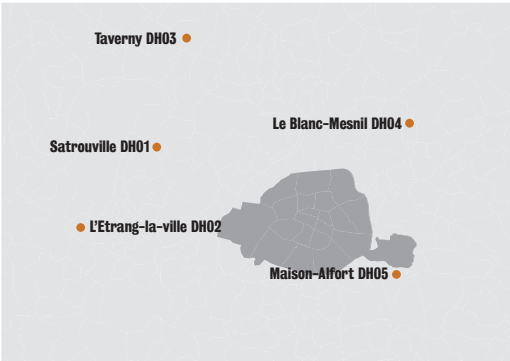 Taverny DH03
Le Blanc-Mesnil DH04
Satrouville DH01
L'Etrang-la-ville DH02
Maison-Alfort DH05